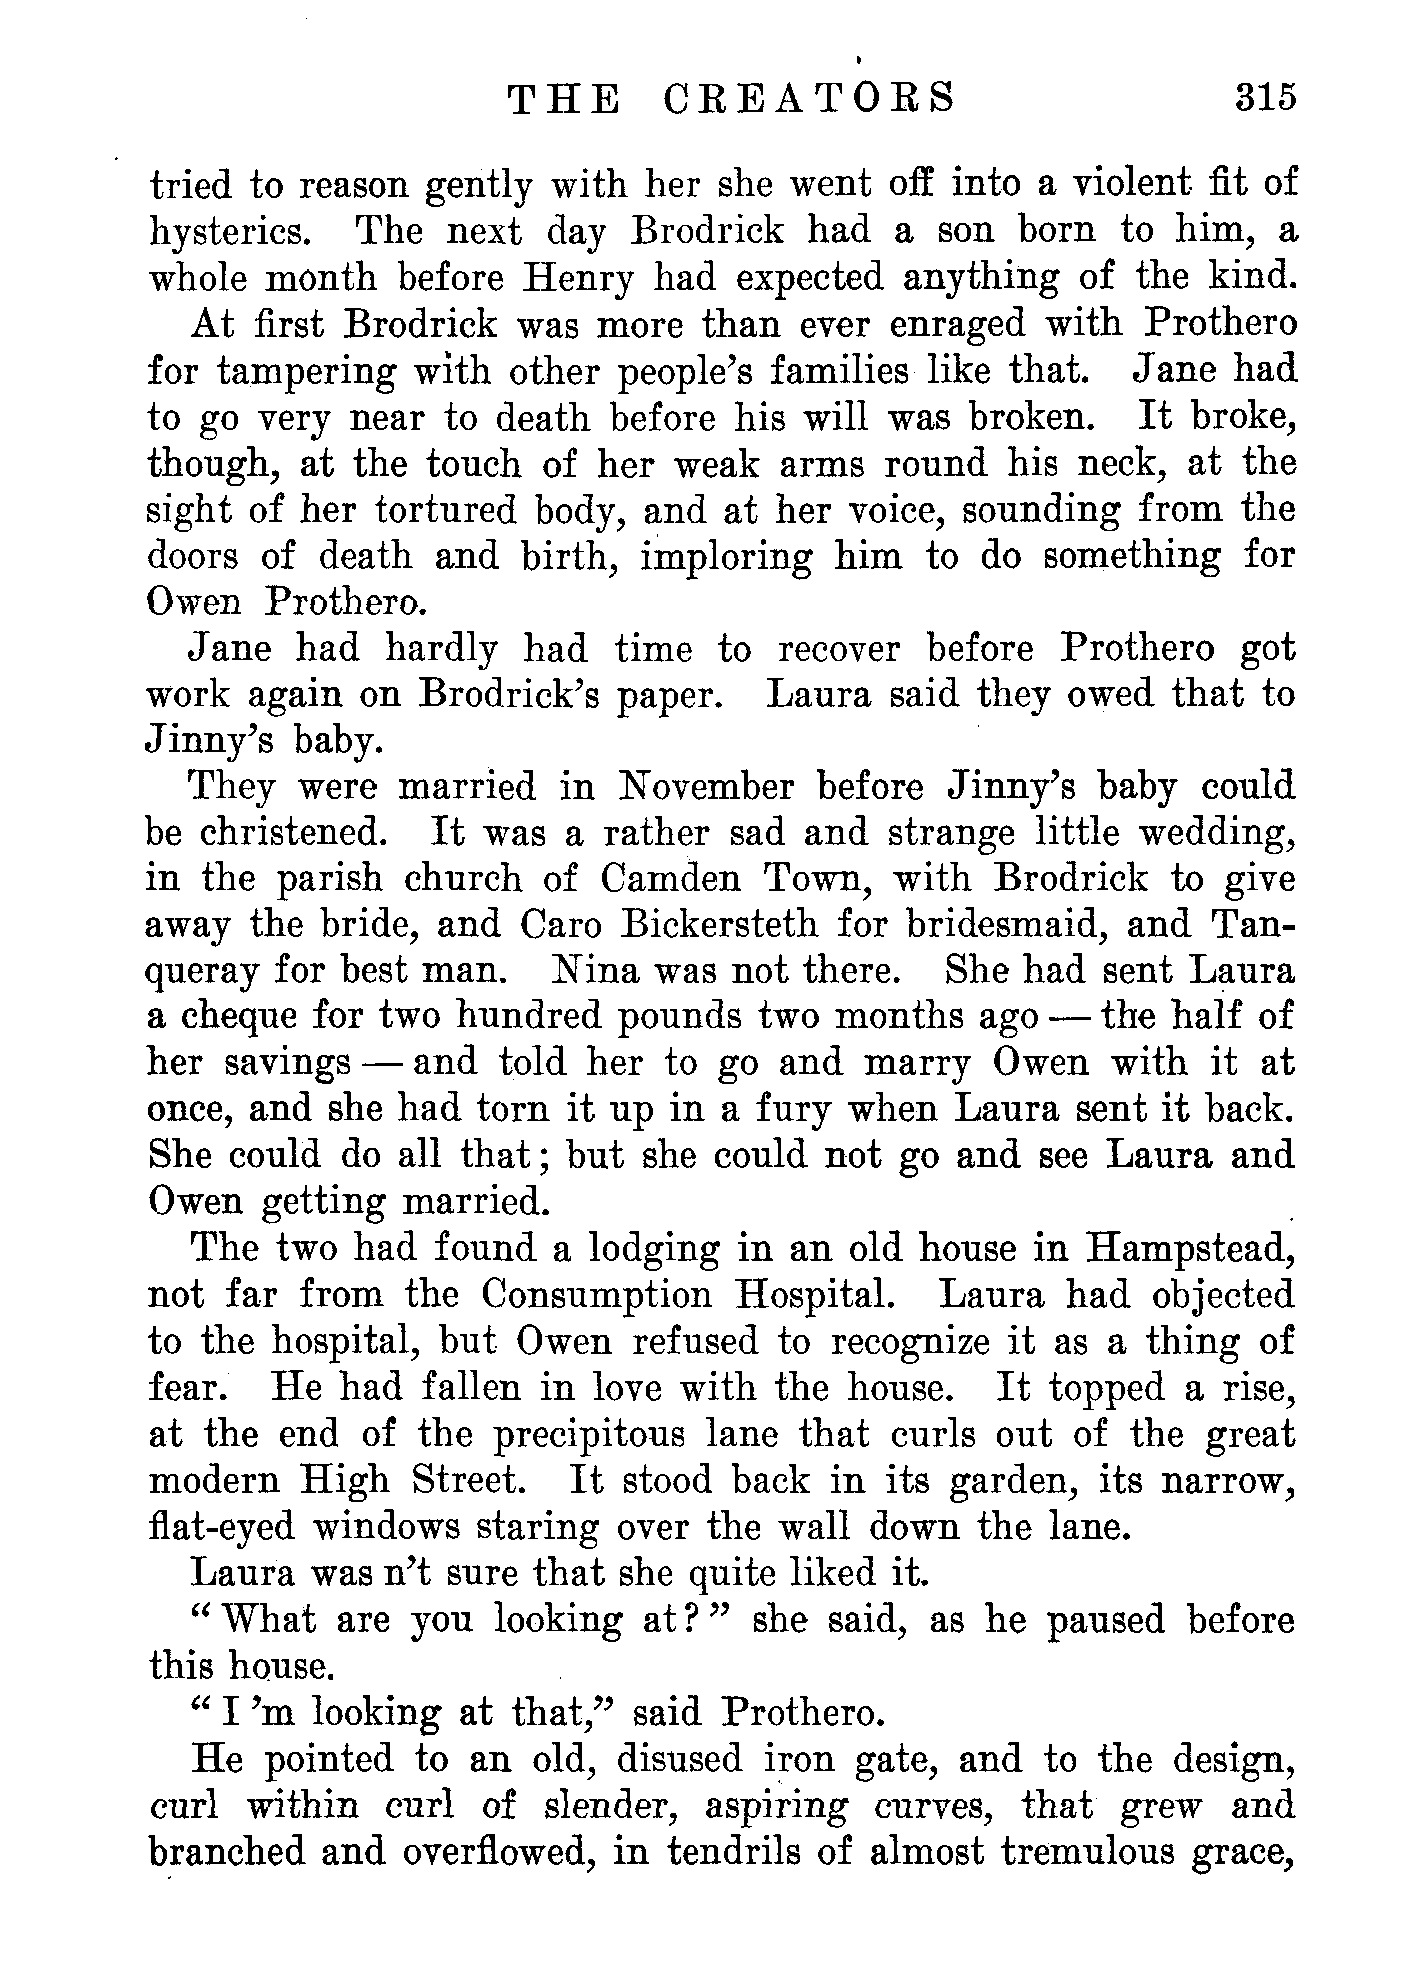 THE CREATORS 315
tried to reason gently with her she went off into a violent fit of
hysterics. The next day Brodrick had a son born to him, a
whole month before Henry had expected anything of the kind.
At first Brodrick was more than ever enraged with Prothero
for tampering with other people's families like that. Jane had
to go very near to death before his will was broken. It broke,
though, at the touch of her weak arms round his neck, at the
sight of her tortured body, and at her voice, sounding from the
doors of death and birth, imploring him to do something for
Owen Prothero.
Jane had hardly had time to recover before Prothero got
work again on Brodrick's paper. Laura said they owed that to
Jinny's baby.
They were married in November before Jinny's baby could
be christened. It was a rather sad and strange little wedding,
in the parish church of Camden Town, with Brodrick to give
away the bride, and Caro Bickersteth for bridesmaid, and Tan-
queray for best man. Nina was not there. She had sent Laura
a cheque for two hundred pounds two months ago — the half of
her savings — and told her to go and marry Owen with it at
once, and she had torn it up in a fury when Laura sent it back.
She could do all that; but she could not go and see Laura and
Owen getting married.
The two had found a lodging in an old house in Hampstead,
not far from the Consumption Hospital. Laura had objected
to the hospital, but Owen refused to recognize it as a thing of
fear. He had fallen in love with the house. It topped a rise,
at the end of the precipitous lane that curls out of the great
modern High Street. It stood back in its garden, its narrow,
flat-eyed windows staring over the wall down the lane.
Laura was n't sure that she quite liked it.
"What are you looking at?" she said, as he paused before
this house.
"I 'm looking at that," said Prothero.
He pointed to an old, disused iron gate, and to the design,
curl within curl of slender, aspiring curves, that grew and
branched and overflowed, in tendrils of almost tremulous grace,